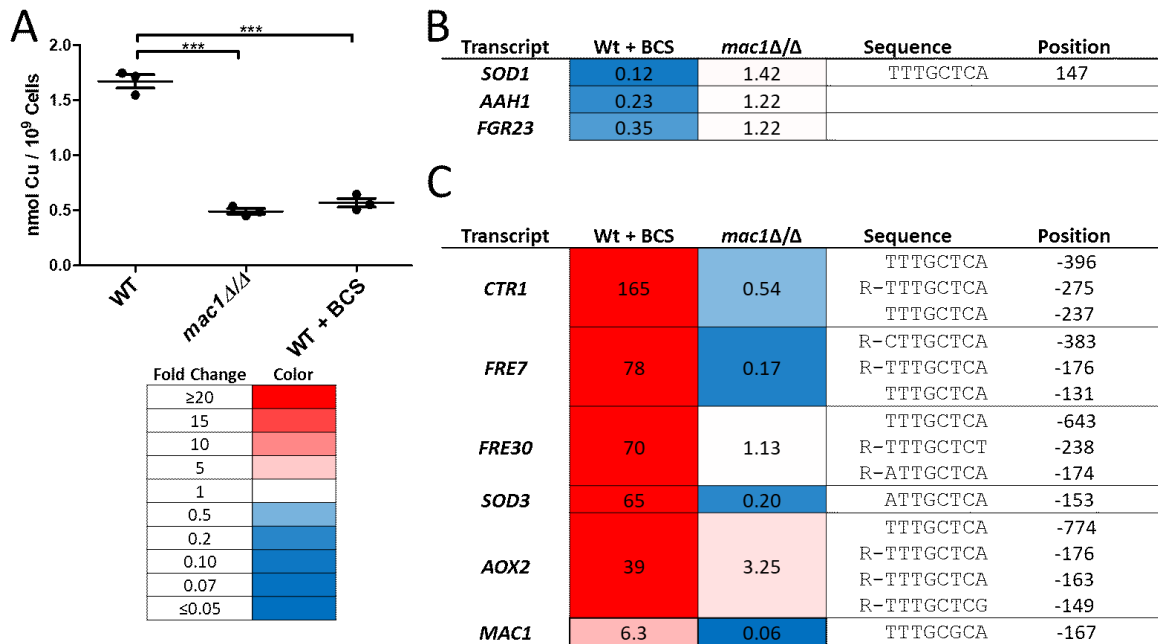 A
***
***
2.0
1.5
1.0
0.5
0.0
nmol Cu / 10⁹ Cells
WT
mac1Δ/Δ
WT + BCS
Fold Change Color
≥20
15
10
5
1
0.5
0.2
0.10
0.07
≤0.05
B
Transcript Wt + BCS mac1Δ/Δ Sequence Position
SOD1 0.12 1.42 TTTGCTCA 147
AAH1 0.23 1.22
FGR23 0.35 1.22
C
Transcript Wt + BCS mac1Δ/Δ Sequence Position
TTTGCTCA -396
CTR1 165 0.54 R-TTTGCTCA -275
TTTGCTCA -237
R-CTTGCTCA -383
FRE7 78 0.17 R-TTTGCTCA -176
TTTGCTCA -131
TTTGCTCA -643
FRE30 70 1.13 R-TTTGCTCT -238
R-ATTGCTCA -174
SOD3 65 0.20 ATTGCTCA -153
TTTGCTCA -774
AOX2 39 3.25 R-TTTGCTCA -176
R-TTTGCTCA -163
R-TTTGCTCG -149
MAC1 6.3 0.06 TTTGCGCA -167